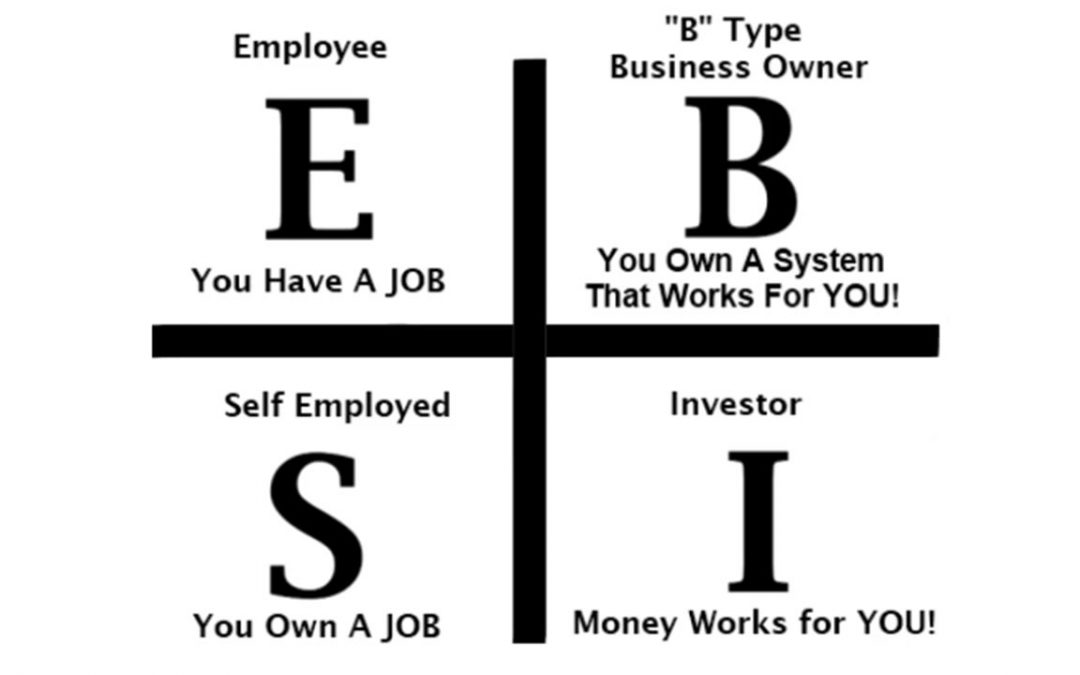 Employee
E
You Have A JOB
"B" Type
Business Owner
B
You Own A System
That Works For YOU!
Self Employed
S
You Own A JOB
Investor
I
Money Works for YOU!